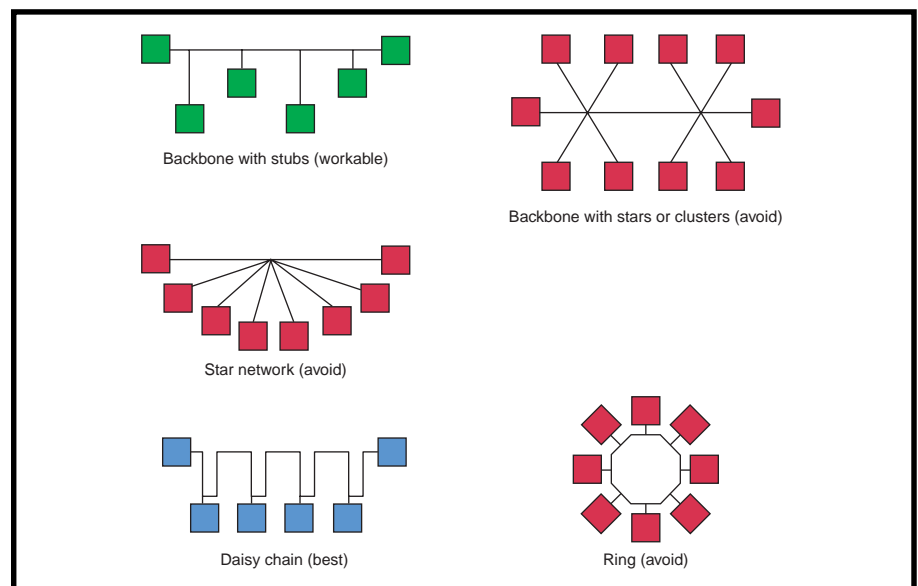 Backbone with stubs (workable)
Backbone with stars or clusters (avoid)
Star network (avoid)
Daisy chain (best)
Ring (avoid)